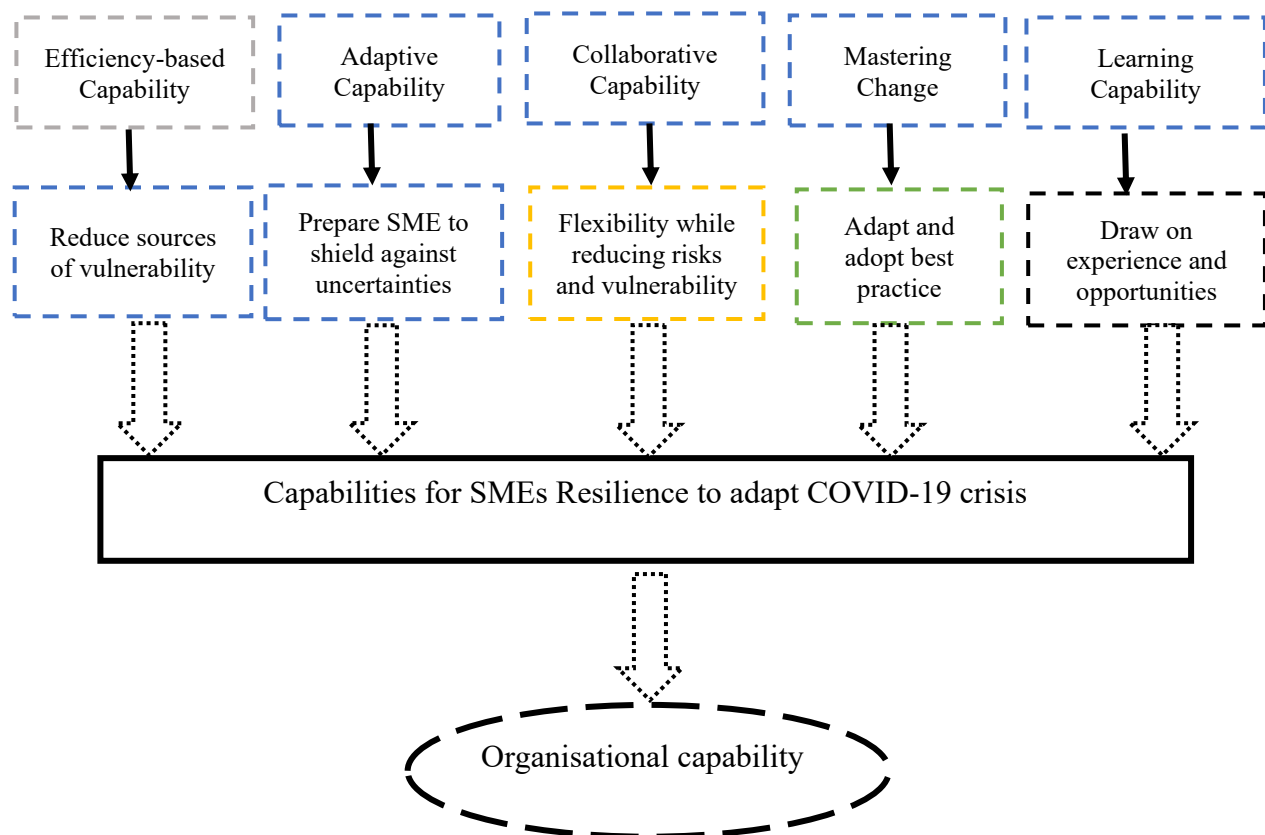 Efficiency-based
Capability
Adaptive
Capability
Collaborative
Capability
Mastering
Change
Learning
Capability
Reduce sources
of vulnerability
Prepare SME to
shield against
uncertainties
Flexibility while
reducing risks
and vulnerability
Adapt and
adopt best
practice
Draw on
experience and
opportunities
Capabilities for SMEs Resilience to adapt COVID-19 crisis
Organisational capability